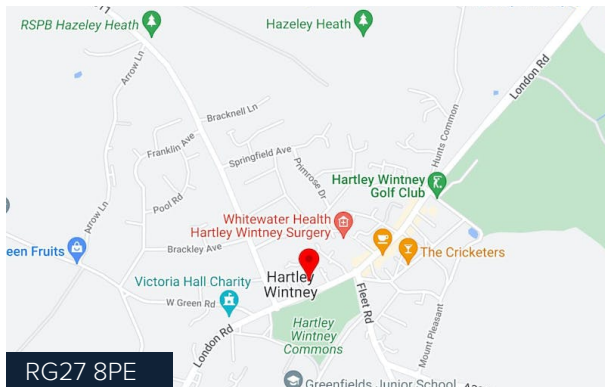 RSPB Hazeley Heath
Hazeley Heath
Arrow Ln
London Rd
Bracknell Ln
Hunts Common
Franklin Ave
Springfield Ave
Primrose Dr
Hartley Wintney
Golf Club
Pool Rd
Arrow Ln
Whitewater Health
Hartley Wintney Surgery
een Fruits
Brackley Ave
The Cricketers
Victoria Hall Charity
Hartley
Wintney
W Green Rd
Fleet Rd
London Rd
Hartley
Wintney
Commons
Mount Pleasant
RG27 8PE
Greenfields Junior School